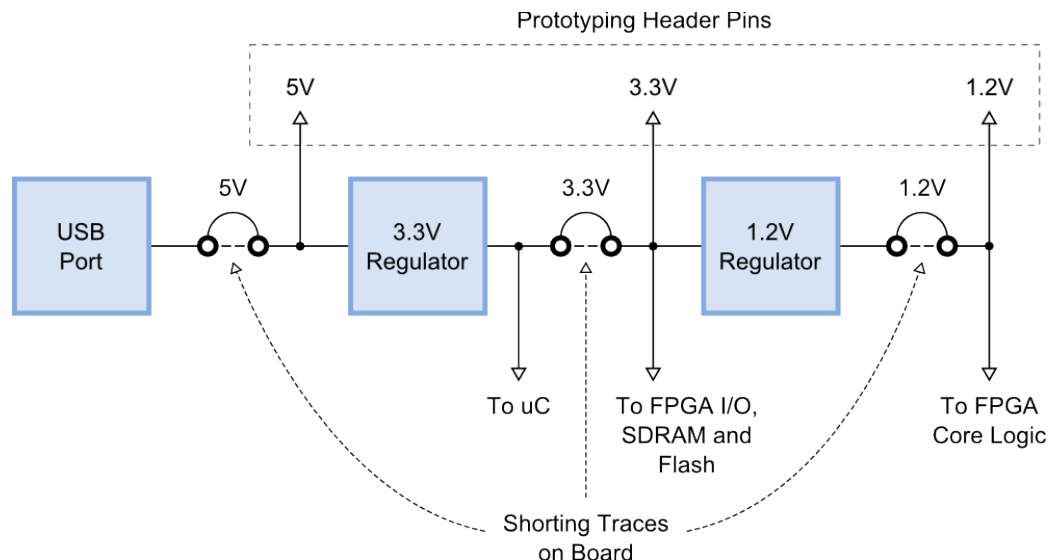 Prototyping Header Pins
5V
3.3V
1.2V
5V
3.3V
1.2V
USB
Port
3.3V
Regulator
1.2V
Regulator
To uC
To FPGA I/O,
SDRAM and
Flash
To FPGA
Core Logic
Shorting Traces
on Board